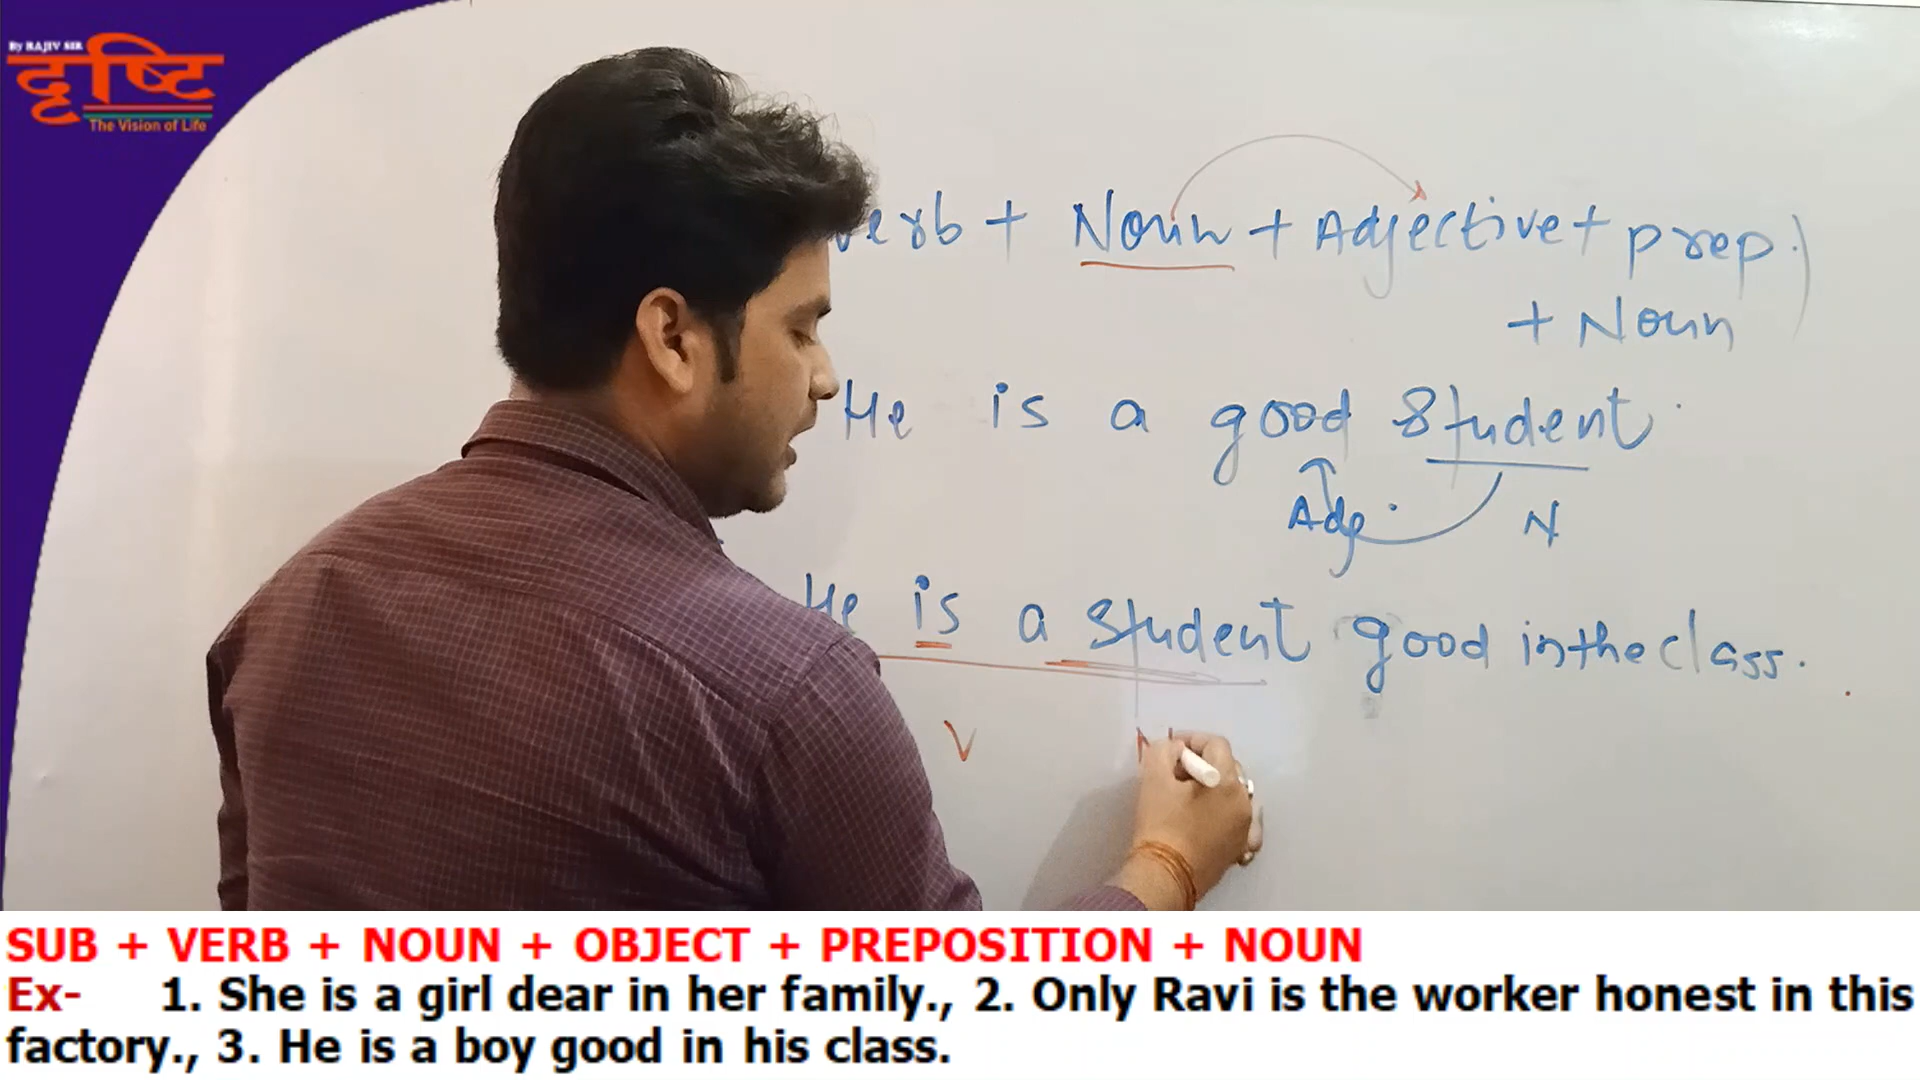 By RAJIV SIR
दृष्टि
The Vision of Life
verb + Noun + Adjective + prep.)
+ Noun
He is a good Student.
Adj. N
He is a Student good in the class.
V N
SUB + VERB + NOUN + OBJECT + PREPOSITION + NOUN
Ex- 1. She is a girl dear in her family., 2. Only Ravi is the worker honest in this
factory., 3. He is a boy good in his class.